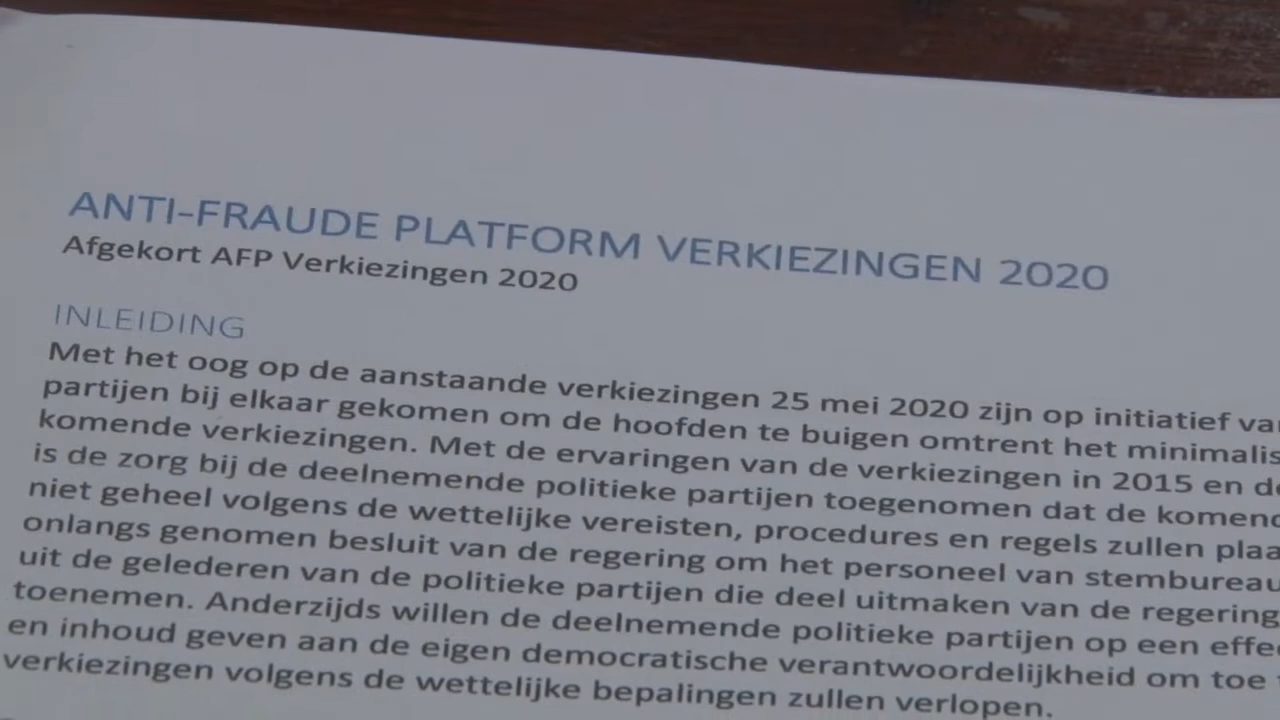 ANTI-FRAUDE PLATFORM VERKIEZINGEN 2020
Afgekort AFP Verkiezingen 2020
INLEIDING
Met het oog op de aanstaande verkiezingen 25 mei 2020 zijn op initiatief va
partijen bij elkaar gekomen om de hoofden te buigen omtrent het minimalis
komende verkiezingen. Met de ervaringen van de verkiezingen in 2015 en de
is de zorg bij de deelnemende politieke partijen toegenomen dat de komend
niet geheel volgens de wettelijke vereisten, procedures en regels zullen plaa
onlangs genomen besluit van de regering om het personeel van stembureau
uit de gelederen van de politieke partijen die deel uitmaken van de regering
toenemen. Anderzijds willen de deelnemende politieke partijen op een effe
en inhoud geven aan de eigen democratische verantwoordelijkheid om toe
verkiezingen volgens de wettelijke bepalingen zullen verlopen.